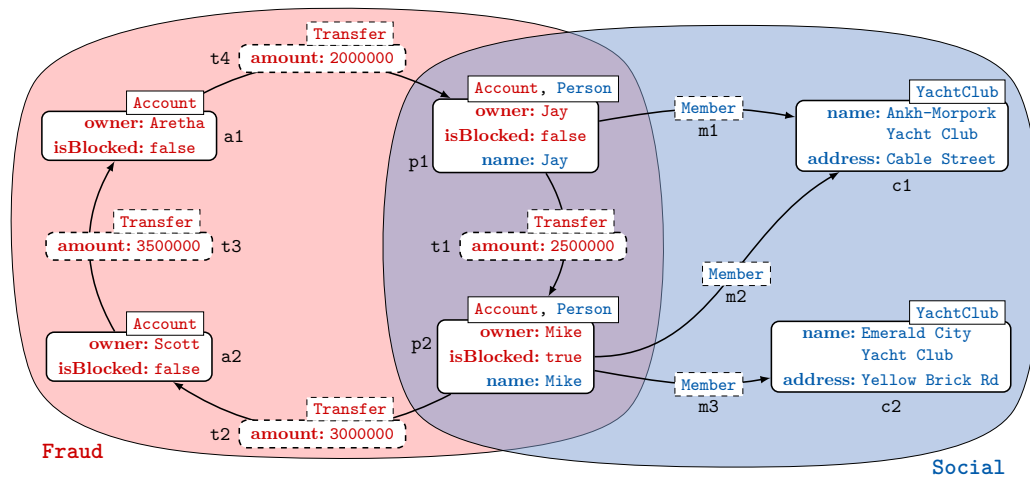 Transfer
t4
amount: 2000000
Account
owner: Aretha
isBlocked: false
a1
Account, Person
owner: Jay
isBlocked: false
name: Jay
p1
Member
m1
YachtClub
name: Ankh-Morpork
Yacht Club
address: Cable Street
c1
Transfer
amount: 3500000
t3
Transfer
t1
amount: 2500000
Member
m2
Account
owner: Scott
isBlocked: false
a2
Account, Person
owner: Mike
isBlocked: true
name: Mike
p2
YachtClub
name: Emerald City
Yacht Club
address: Yellow Brick Rd
c2
Member
m3
Transfer
t2
amount: 3000000
Fraud
Social